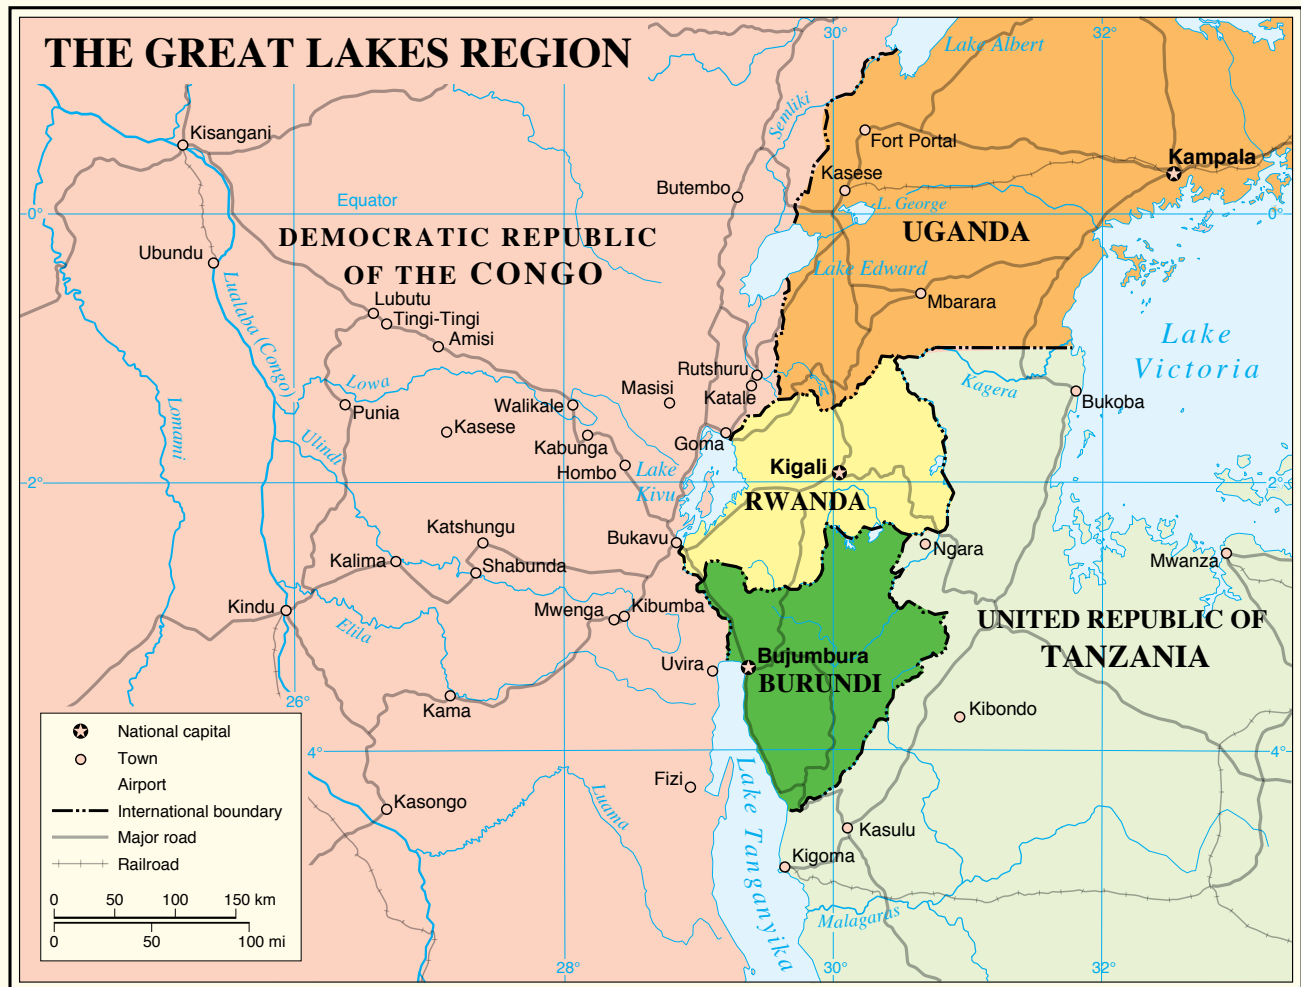 THE GREAT LAKES REGION
30°
32°
Lake Albert
Semliki
Kisangani
Fort Portal
Kampala
Kasese
Butembo
Equator
L. George
0°
0°
DEMOCRATIC REPUBLIC
OF THE CONGO
UGANDA
Ubundu
Lake Edward
Mbarara
Lualaba (Congo)
Lubutu
Tingi-Tingi
Amisi
Lake
Victoria
Rutshuru
Katale
Masisi
Lowa
Kagera
Bukoba
Lomami
Punia
Walikale
Kasese
Kabunga
Goma
Ulindi
Hombo
Lake
Kivu
Kigali
RWANDA
2°
2°
Katshungu
Bukavu
Ngara
Kalima
Shabunda
Mwanza
Kindu
Elila
Mwenga
Kibumba
UNITED REPUBLIC OF
TANZANIA
Uvira
Bujumbura
BURUNDI
26°
Kama
Kibondo
National capital
Town
Airport
International boundary
Major road
Railroad
0 50 100 150 km
0 50 100 mi
4°
4°
Fizi
Luama
Lake Tanganyika
Kasongo
Kasulu
Kigoma
Malagaras
28°
30°
32°